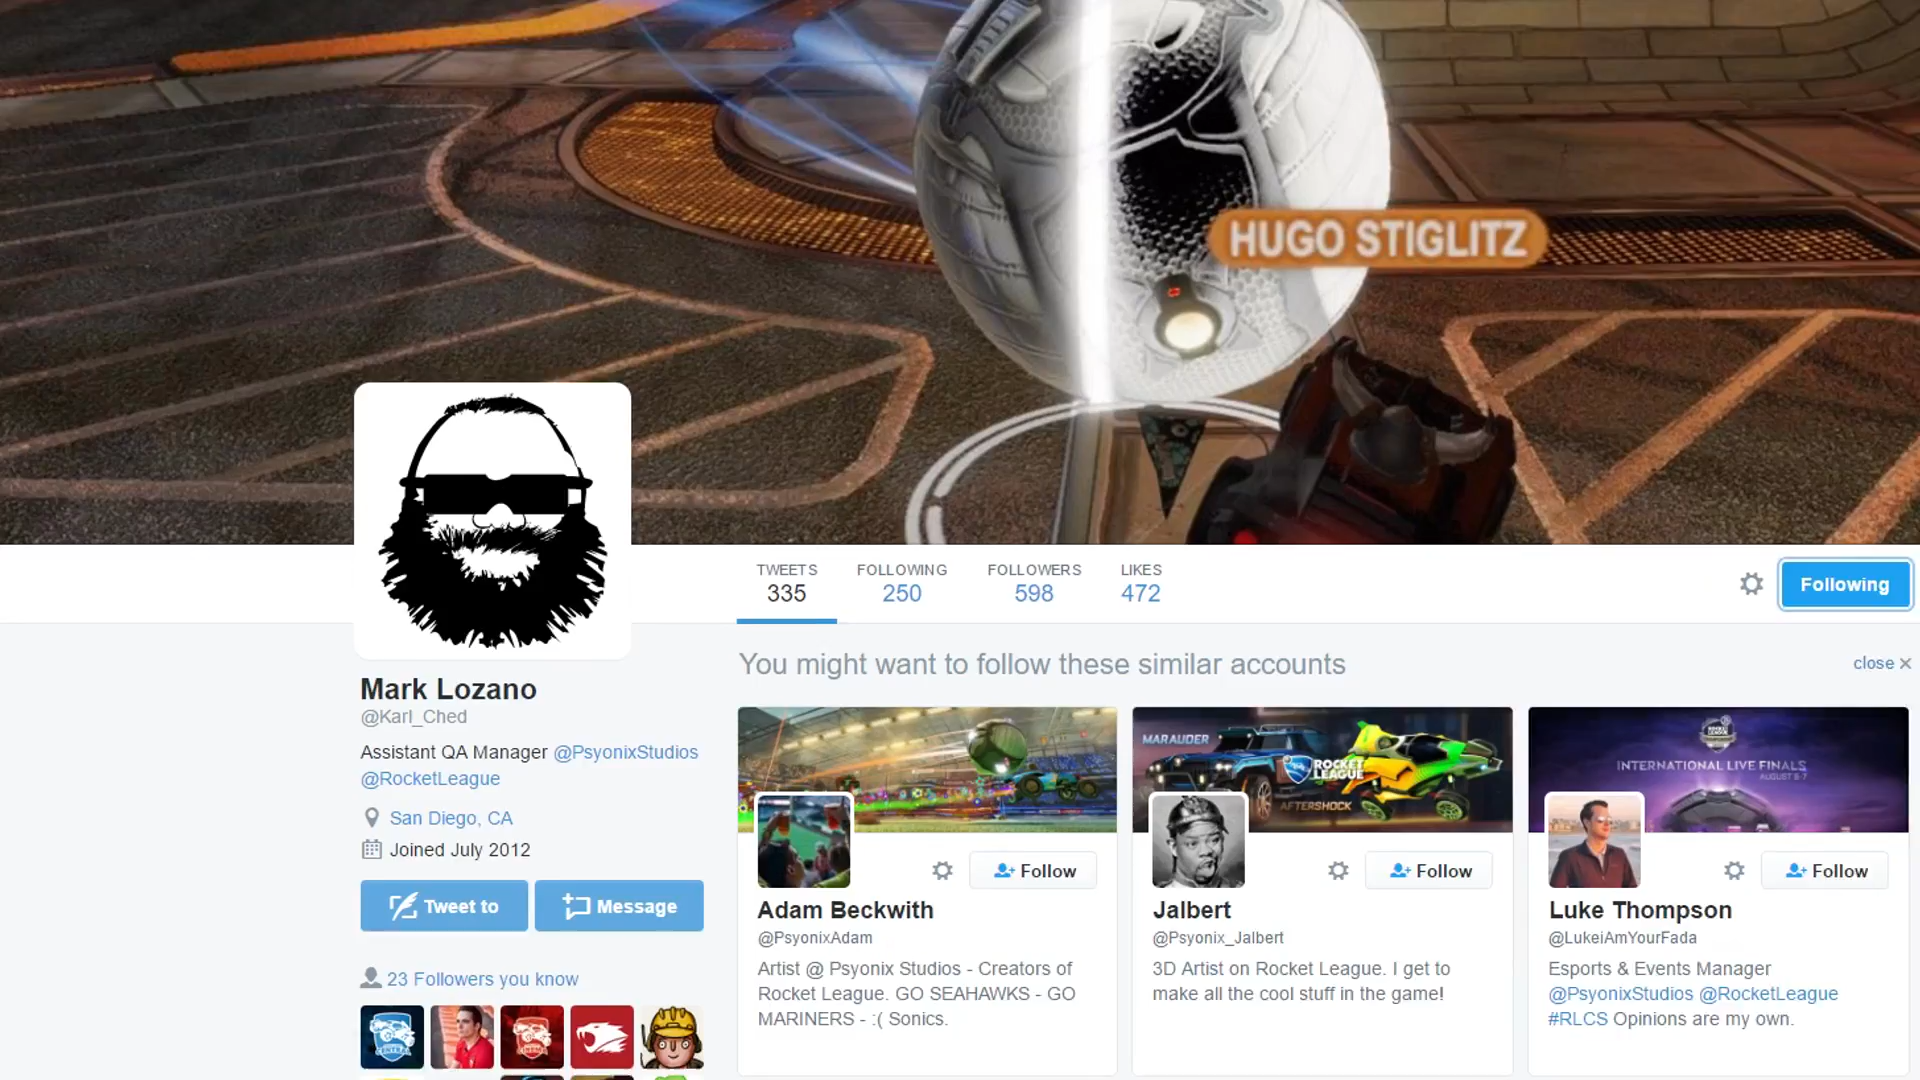 HUGO STIGLITZ
TWEETS FOLLOWING FOLLOWERS LIKES
335 250 598 472
Following
Mark Lozano
@Karl_Ched
Assistant QA Manager @PsyonixStudios
@RocketLeague
San Diego, CA
Joined July 2012
Tweet to
Message
23 Followers you know
You might want to follow these similar accounts
close
Follow
Adam Beckwith
@PsyonixAdam
Artist @ Psyonix Studios - Creators of
Rocket League. GO SEAHAWKS - GO
MARINERS - :( Sonics.
MARAUDER
ROCKET
LEAGUE
AFTERSHOCK
Follow
Jalbert
@Psyonix_Jalbert
3D Artist on Rocket League. I get to
make all the cool stuff in the game!
INTERNATIONAL LIVE FINALS
AUGUST 6-7
Follow
Luke Thompson
@LukeiAmYourFada
Esports & Events Manager
@PsyonixStudios @RocketLeague
#RLCS Opinions are my own.